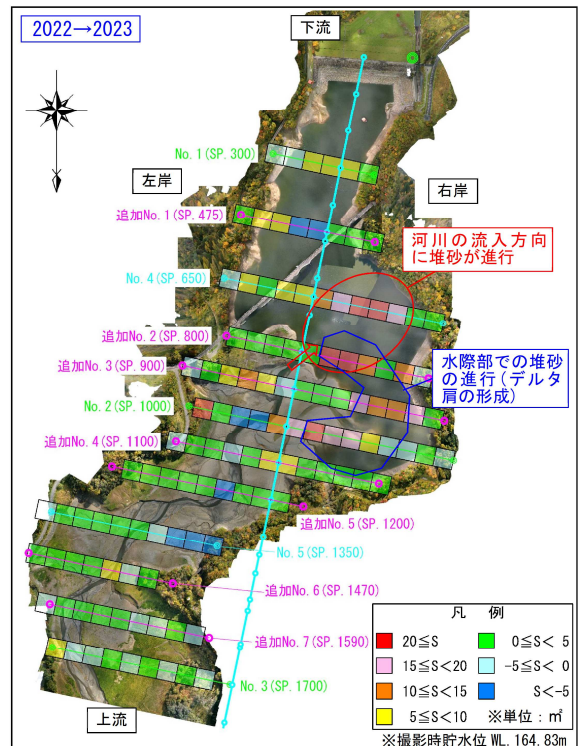 2022→2023
下流
No.1(SP.300)
左岸
右岸
追加No.1(SP.475)
河川の流入方向
に堆砂が進行
No.4(SP.650)
追加No.2(SP.800)
追加No.3(SP.900)
水際部での堆砂
の進行(デルタ
肩の形成)
No.2(SP.1000)
追加No.4(SP.1100)
追加No.5(SP.1200)
No.5(SP.1350)
追加No.6(SP.1470)
追加No.7(SP.1590)
No.3(SP.1700)
上流
凡 例
20≦S
0≦S< 5
15≦S<20
-5≦S< 0
10≦S<15
S<-5
5≦S<10
※単位:㎥
※撮影時貯水位 WL. 164.83m